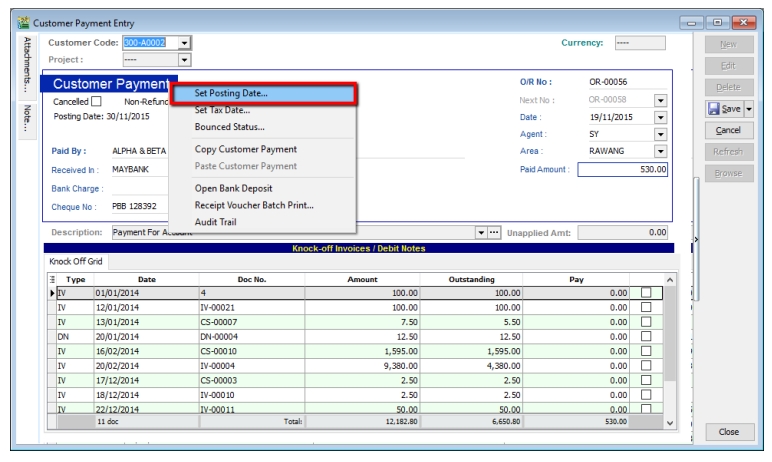 Customer Payment Entry
Attachments...
Note...
Customer Code: 300-A0002
Currency: ----
Project : ----
Customer Payment
Cancelled Non-Refund
Posting Date: 30/11/2015
Paid By : ALPHA & BETA
Received In : MAYBANK
Bank Charge :
Cheque No : PBB 128392
Set Posting Date...
Set Tax Date...
Bounced Status...
Copy Customer Payment
Paste Customer Payment
Open Bank Deposit
Receipt Voucher Batch Print...
Audit Trail
O/R No : OR-00056
Next No : OR-00058
Date : 19/11/2015
Agent : SY
Area : RAWANG
Paid Amount : 530.00
New
Edit
Delete
Save
Cancel
Refresh
Browse
Description: Payment For Account
Unapplied Amt: 0.00
Knock-off Invoices / Debit Notes
Knock Off Grid
Type Date Doc No. Amount Outstanding Pay
IV 01/01/2014 4 100.00 100.00 0.00
IV 12/01/2014 IV-00021 100.00 100.00 0.00
IV 13/01/2014 CS-00007 7.50 5.50 0.00
DN 20/01/2014 DN-00004 12.50 12.50 0.00
IV 16/02/2014 CS-00010 1,595.00 1,595.00 0.00
IV 20/02/2014 IV-00004 9,380.00 4,380.00 0.00
IV 17/12/2014 CS-00003 2.50 2.50 0.00
IV 18/12/2014 IV-00010 2.50 2.50 0.00
IV 22/12/2014 IV-00011 50.00 50.00 0.00
11 doc Total: 12,182.80 6,650.80 530.00
Close